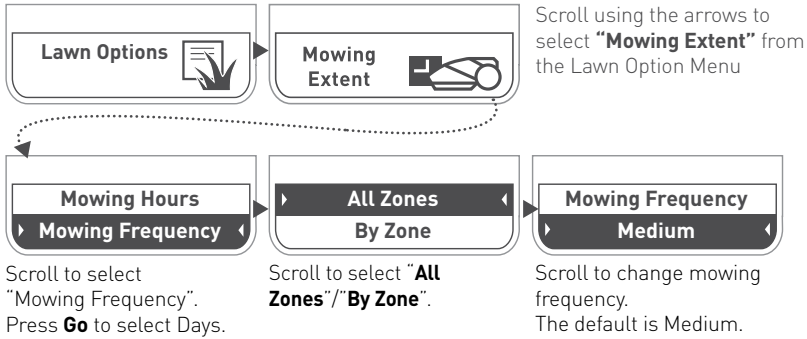 Lawn Options
Mowing
Extent
Scroll using the arrows to
select “Mowing Extent” from
the Lawn Option Menu
Mowing Hours
Mowing Frequency
Scroll to select
“Mowing Frequency”.
Press Go to select Days.
All Zones
By Zone
Scroll to select “All
Zones”/”By Zone”.
Mowing Frequency
Medium
Scroll to change mowing
frequency.
The default is Medium.